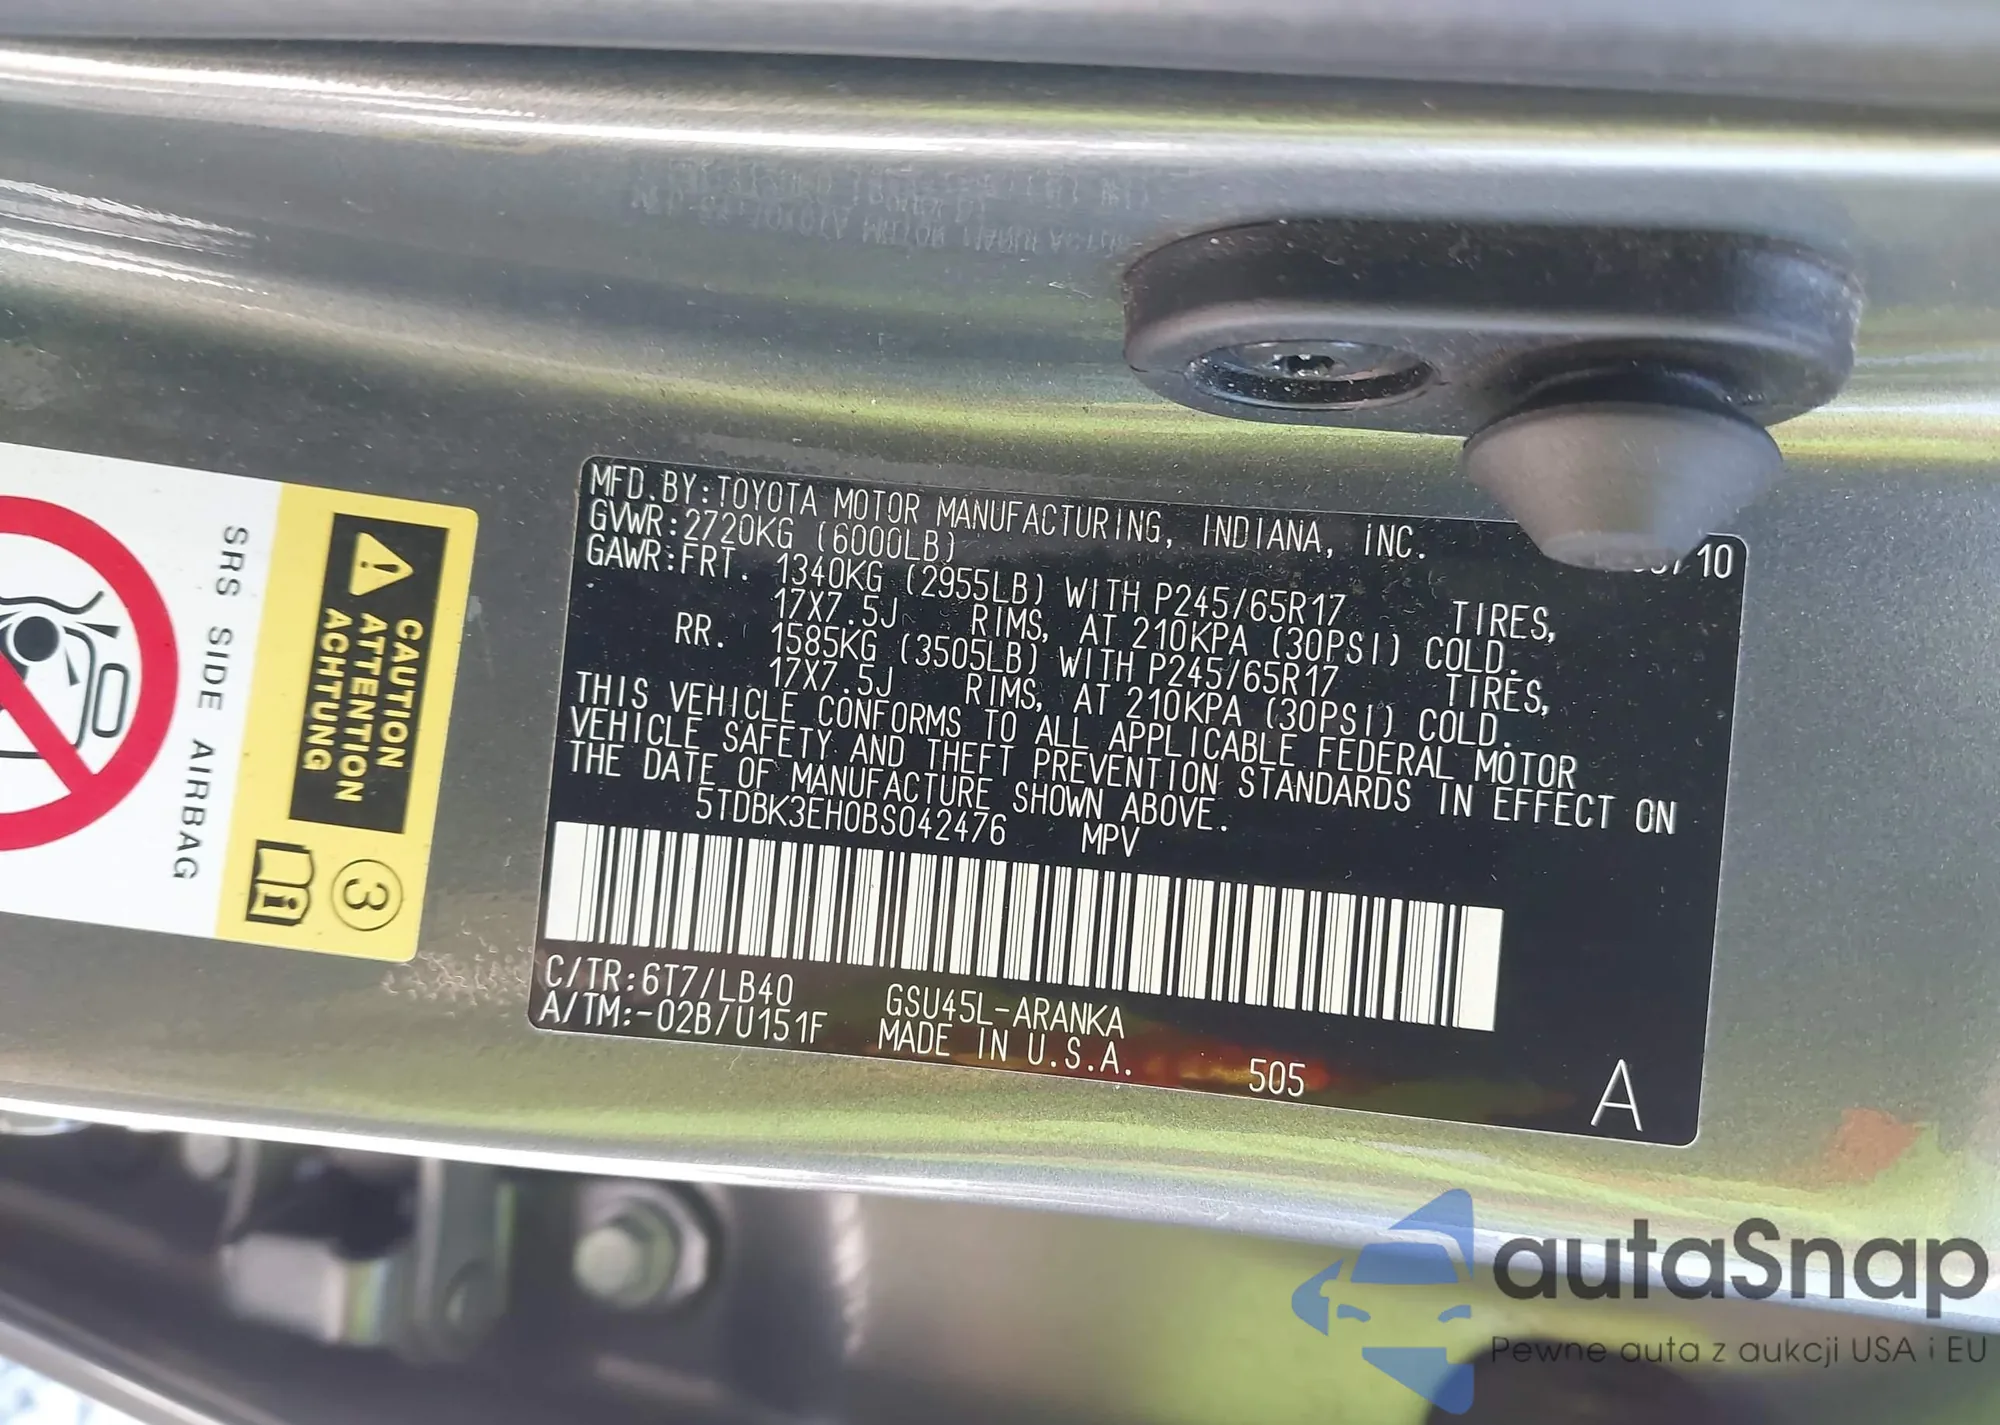 MFD.BY:TOYOTA MOTOR MANUFACTURING, INDIANA, iNC.
GVWR:2720KG (6000LB) 10
GAWR:FRT. 1340KG (2955LB) WITH P245/65R17 TIRES,
17X7.5J RIMS, AT 210KPA (30PSI) COLD.
RR. 1585KG (3505LB) WITH P245/65R17 TIRES,
17X7.5J RIMS, AT 210KPA (30PSI) COLD.
THIS VEHICLE CONFORMS TO ALL APPLICABLE FEDERAL MOTOR
VEHICLE SAFETY AND THEFT PREVENTION STANDARDS IN EFFECT ON
THE DATE OF MANUFACTURE SHOWN ABOVE.
5TDBK3EH0BS042476 MPV
C/TR:6T7/LB40 GSU45L-ARANKA
A/TM:-02B/U151F MADE IN U.S.A. 505
A
CAUTION
ATTENTION
ACHTUNG
SRS SIDE AIRBAG
i
3
autaSnap
Pewne auta z aukcji USA i EU